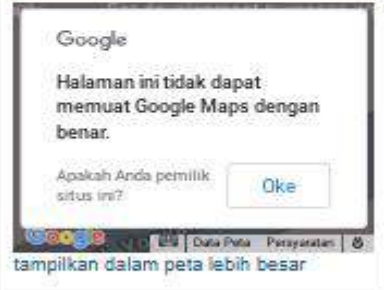 Google
Halaman ini tidak dapat
memuat Google Maps dengan
benar.
Apakah Anda pemilik
situs ini?
Oke
Google
Data Peta Persyaratan
tampilkan dalam peta lebih besar